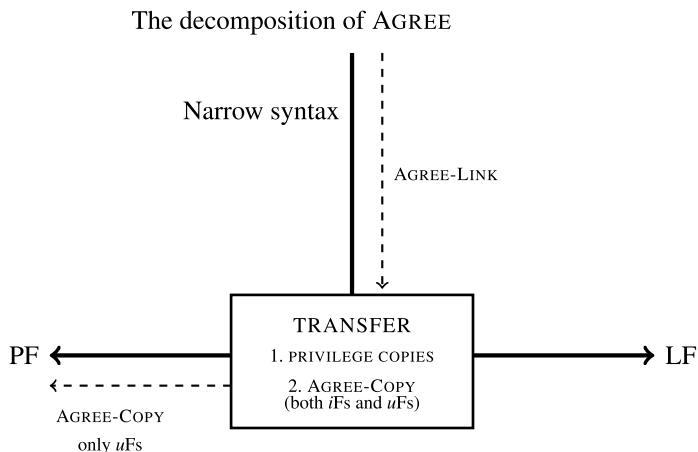 The decomposition of AGREE
Narrow syntax
AGREE-LINK
TRANSFER
1. PRIVILEGE COPIES
2. AGREE-COPY
(both iFs and uFs)
PF
LF
AGREE-COPY
only uFs